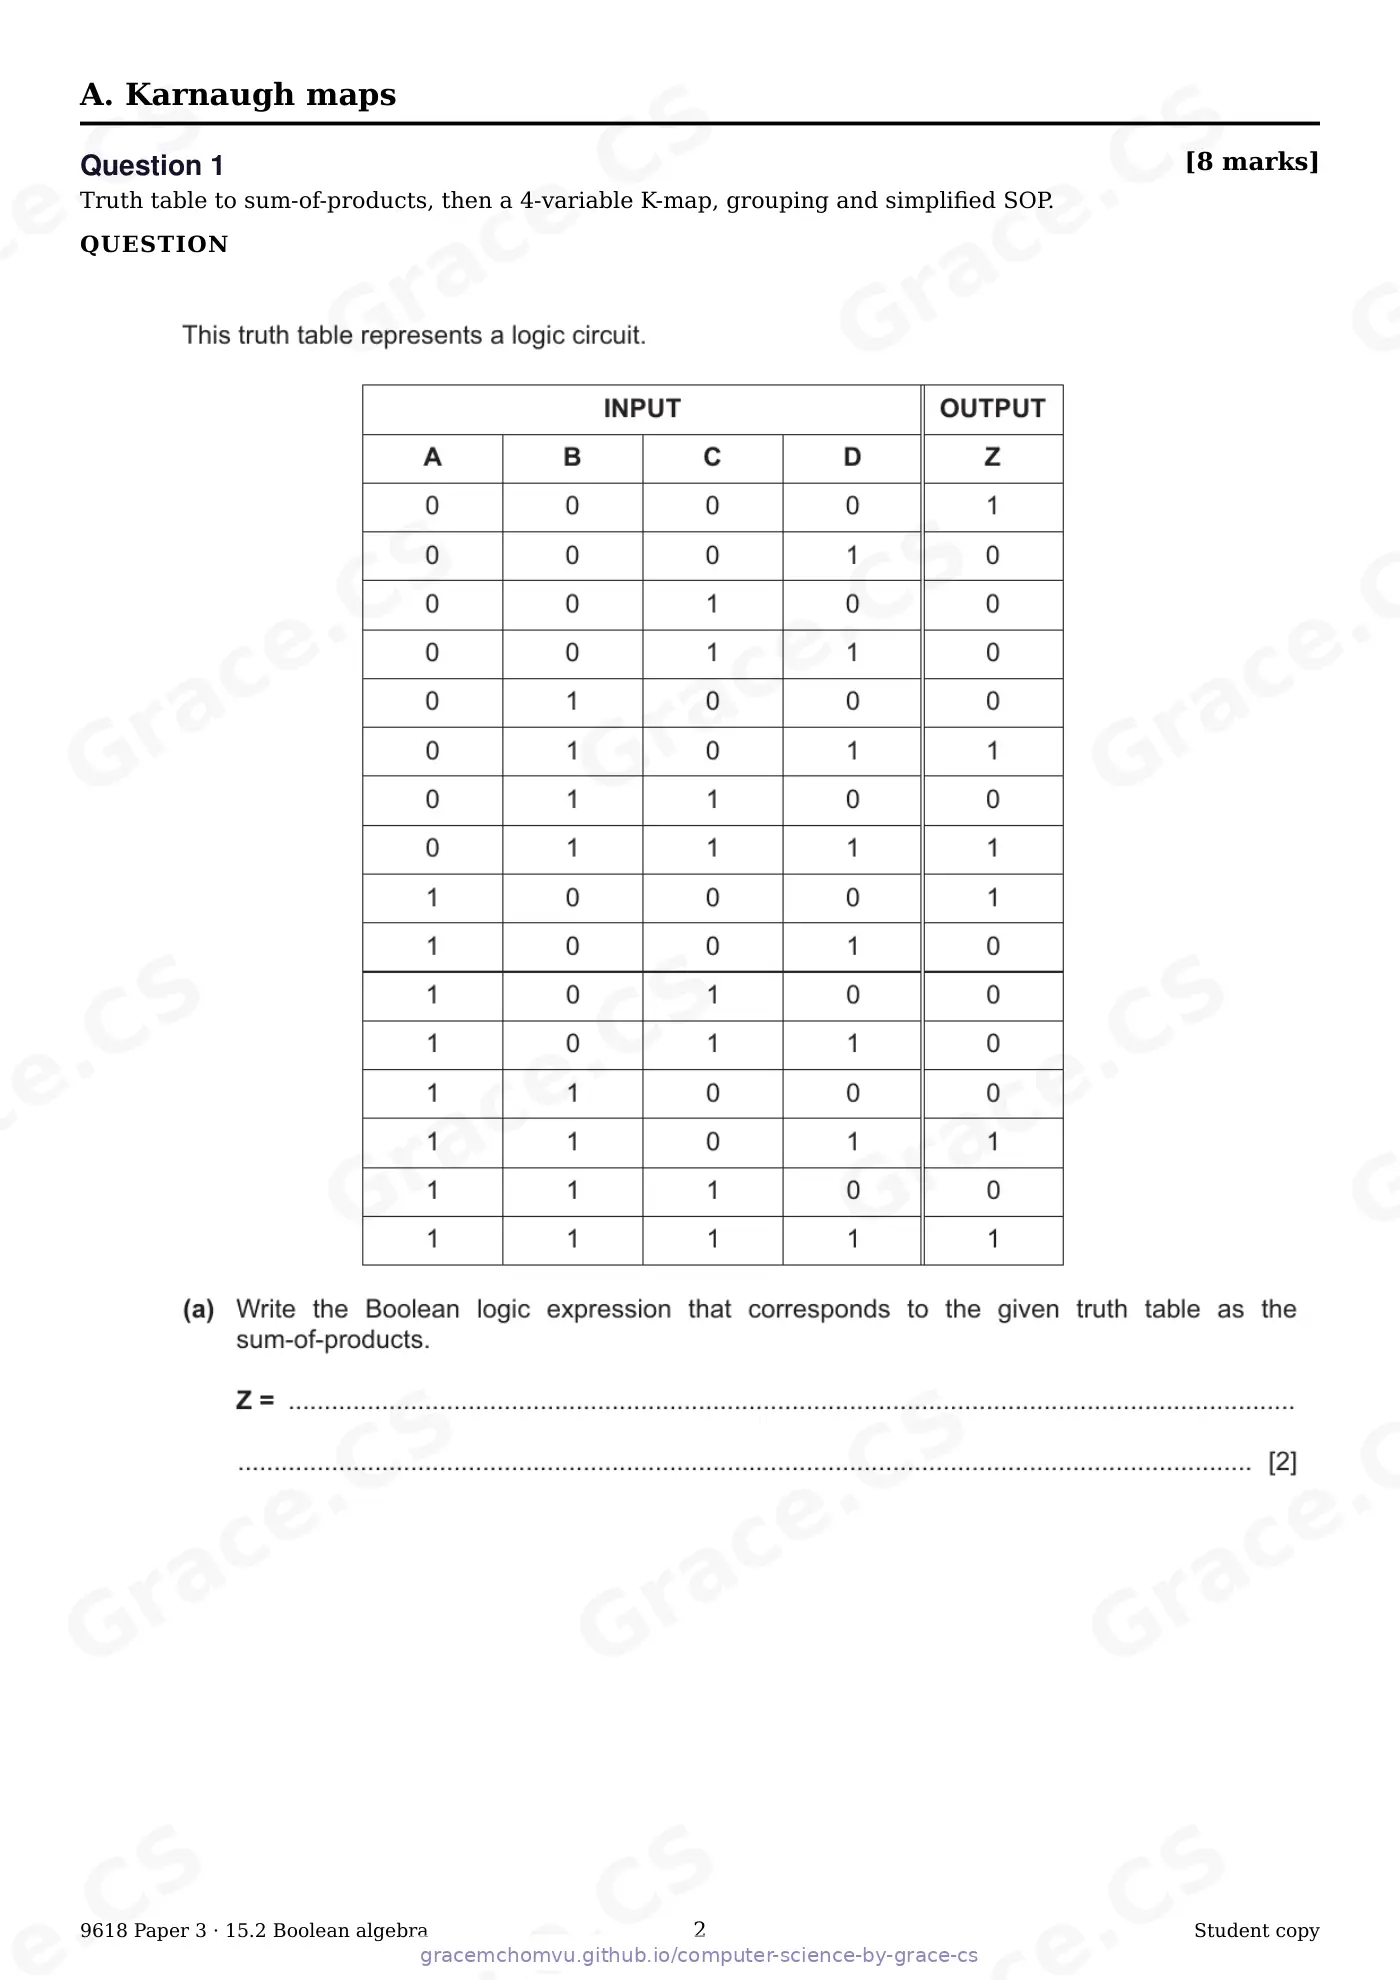 A. Karnaugh maps
Question 1
[8 marks]
Truth table to sum-of-products, then a 4-variable K-map, grouping and simplified SOP.
QUESTION
This truth table represents a logic circuit.
INPUT OUTPUT
A B C D Z
0 0 0 0 1
0 0 0 1 0
0 0 1 0 0
0 0 1 1 0
0 1 0 0 0
0 1 0 1 1
0 1 1 0 0
0 1 1 1 1
1 0 0 0 1
1 0 0 1 0
1 0 1 0 0
1 0 1 1 0
1 1 0 0 0
1 1 0 1 1
1 1 1 0 0
1 1 1 1 1
(a) Write the Boolean logic expression that corresponds to the given truth table as the
sum-of-products.
Z = ............................................................
............................................................ [2]
9618 Paper 3 · 15.2 Boolean algebra
2
Student copy
gracemchomvu.github.io/computer-science-by-grace-cs
Grace.CS